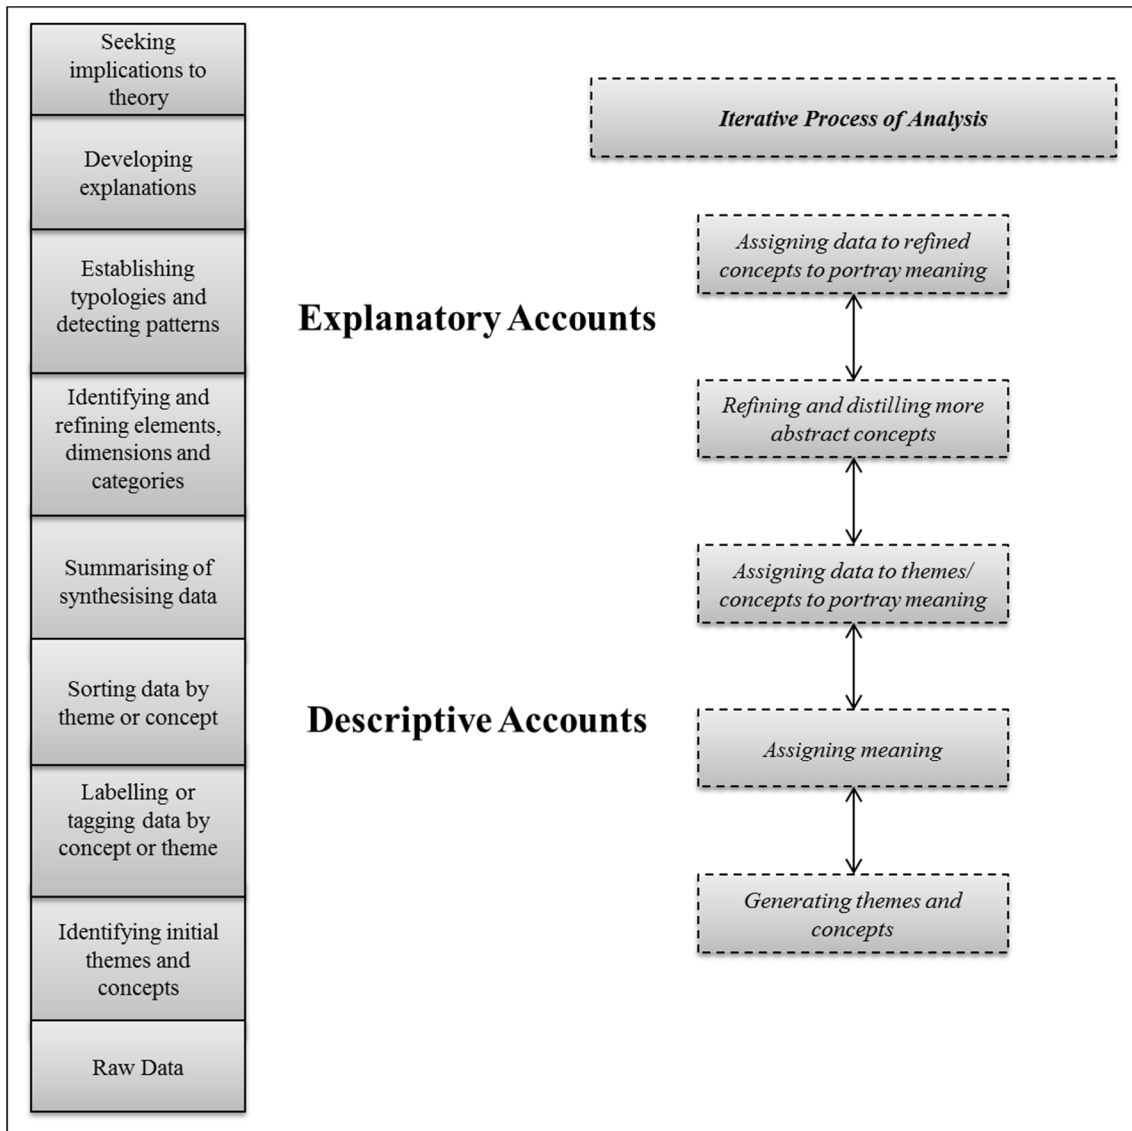 Seeking
implications to
theory
Developing
explanations
Establishing
typologies and
detecting patterns
Identifying and
refining elements,
dimensions and
categories
Summarising of
synthesising data
Sorting data by
theme or concept
Labelling or
tagging data by
concept or theme
Identifying initial
themes and
concepts
Raw Data
Explanatory Accounts
Descriptive Accounts
Iterative Process of Analysis
Assigning data to refined
concepts to portray meaning
Refining and distilling more
abstract concepts
Assigning data to themes/
concepts to portray meaning
Assigning meaning
Generating themes and
concepts